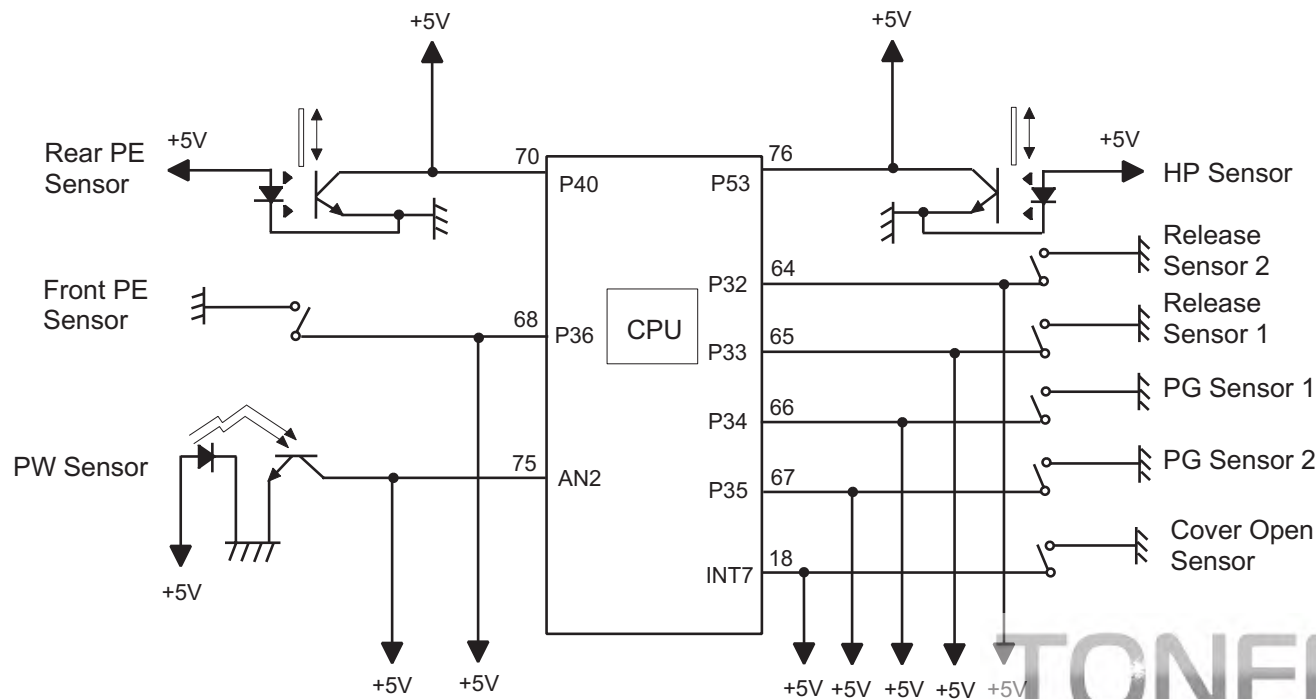 +5V
+5V
Rear PE
Sensor
+5V
70
P40
76
P53
+5V
HP Sensor
Release
Sensor 2
64
P32
Front PE
Sensor
68
P36
CPU
Release
Sensor 1
65
P33
PG Sensor 1
66
P34
PW Sensor
75
AN2
PG Sensor 2
67
P35
Cover Open
Sensor
18
INT7
+5V
+5V
+5V
+5V
+5V
+5V
+5V
+5V